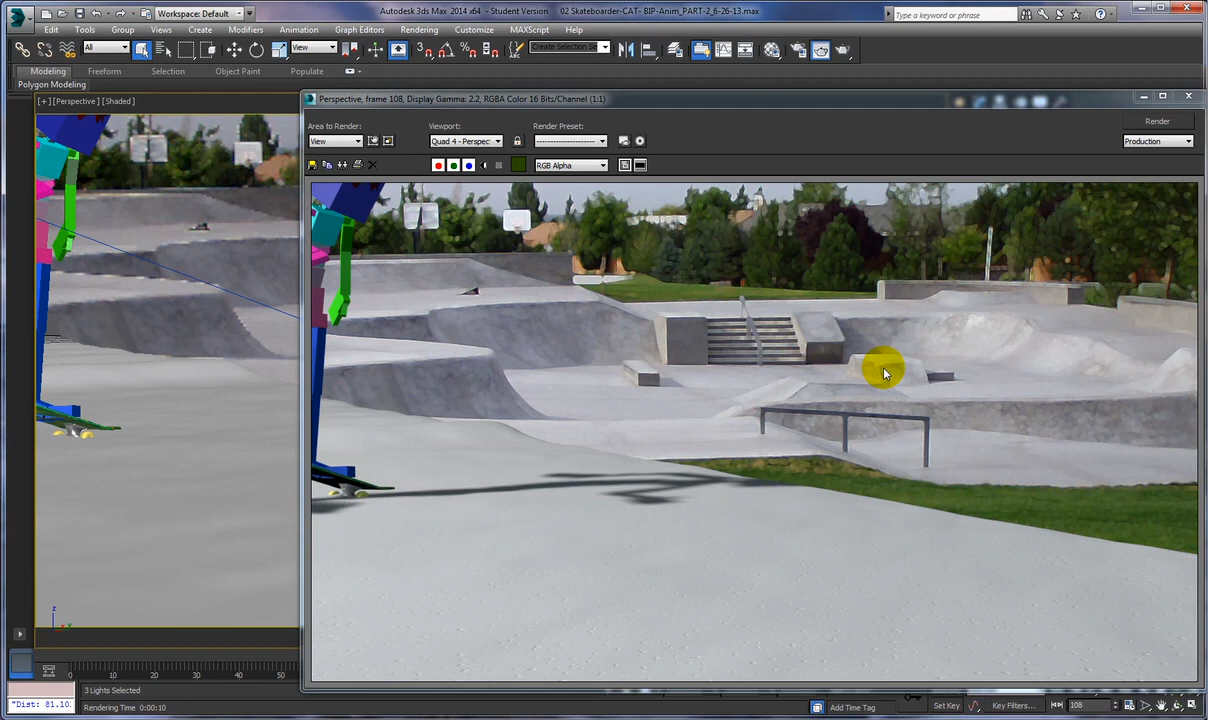 Workspace: Default
Autodesk 3ds Max 2014 x64 - Student Version 02 Skateboarder-CAT- BIP-Anim_PART-2_6-26-13.max
Type a keyword or phrase
Edit Tools Group Views Create Modifiers Animation Graph Editors Rendering Customize MAXScript Help
All
View
Create Selection Se
Modeling Freeform Selection Object Paint Populate
Polygon Modeling
[+][Perspective][Shaded]
Perspective, frame 108, Display Gamma: 2.2, RGBA Color 16 Bits/Channel (1:1)
Area to Render:
View
Viewport:
Quad 4 - Perspec
Render Preset:
Render
Production
RGB Alpha
z
0 10 20 30 40 50
3 Lights Selected
"Dist: 81.10
Rendering Time 0:00:10
Add Time Tag
Set Key
Key Filters...
108